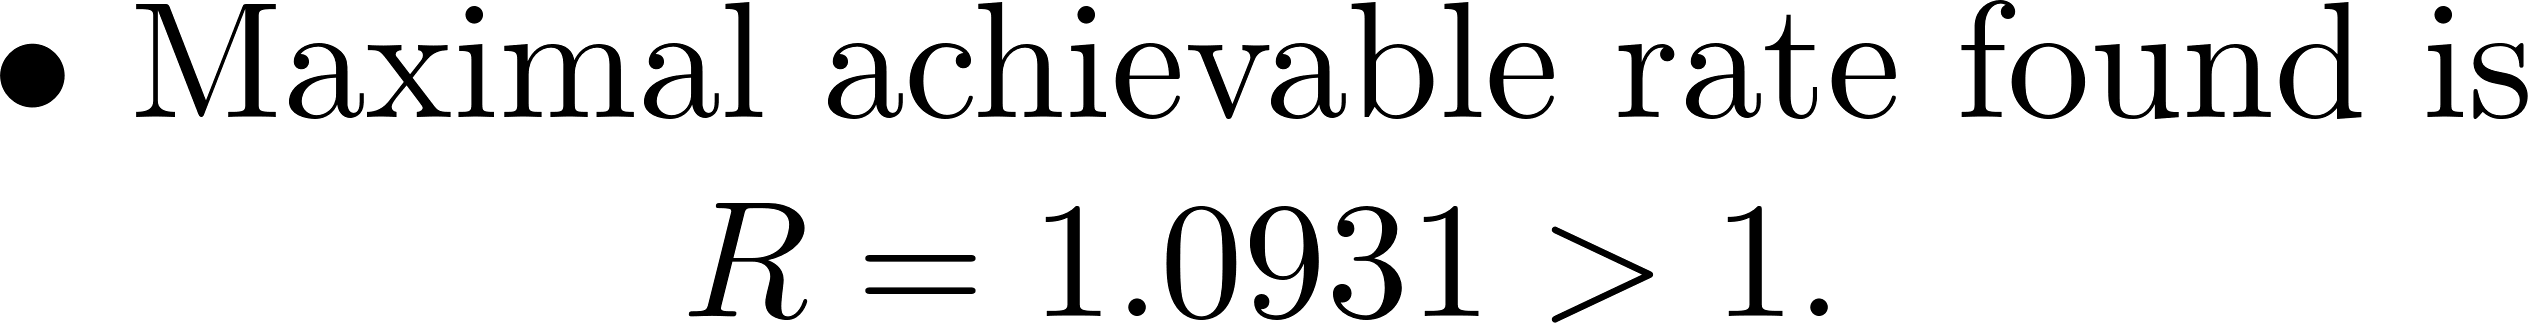 • Maximal achievable rate found is
R = 1.0931 > 1.